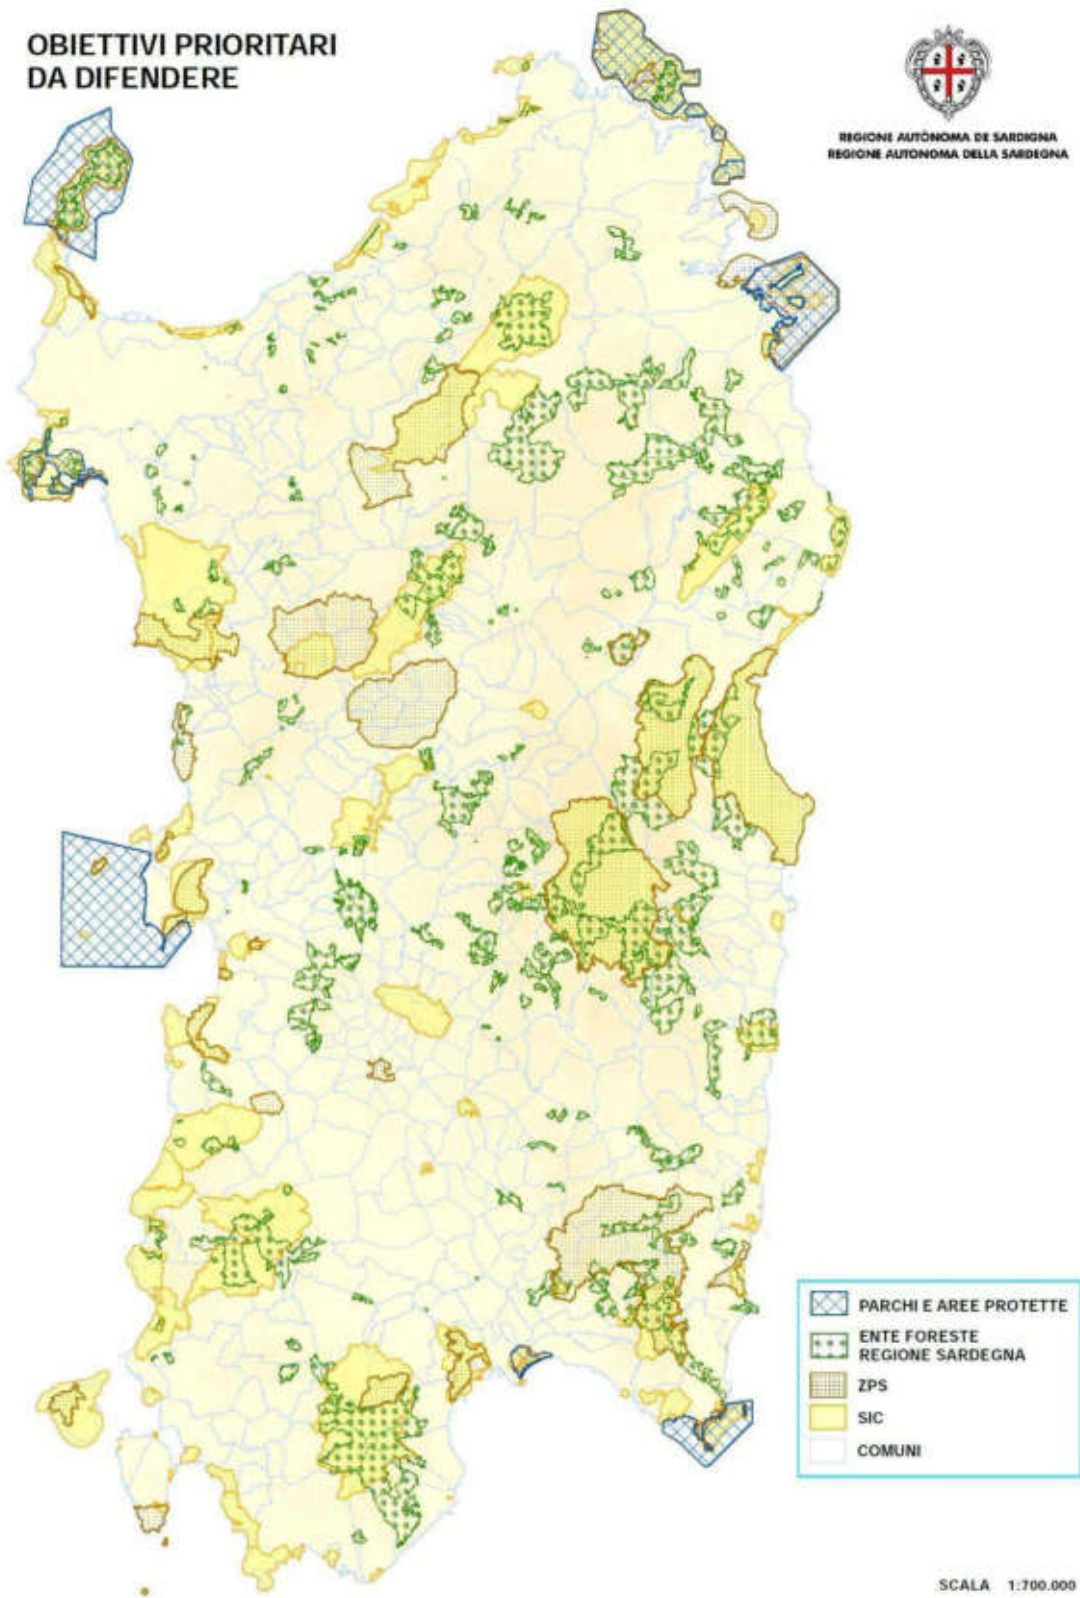 OBIETTIVI PRIORITARI
DA DIFENDERE
REGIONE AUTÒNOMA DE SARDIGNA
REGIONE AUTONOMA DELLA SARDEGNA
PARCHI E AREE PROTETTE
ENTE FORESTE
REGIONE SARDEGNA
ZPS
SIC
COMUNI
SCALA 1:700.000